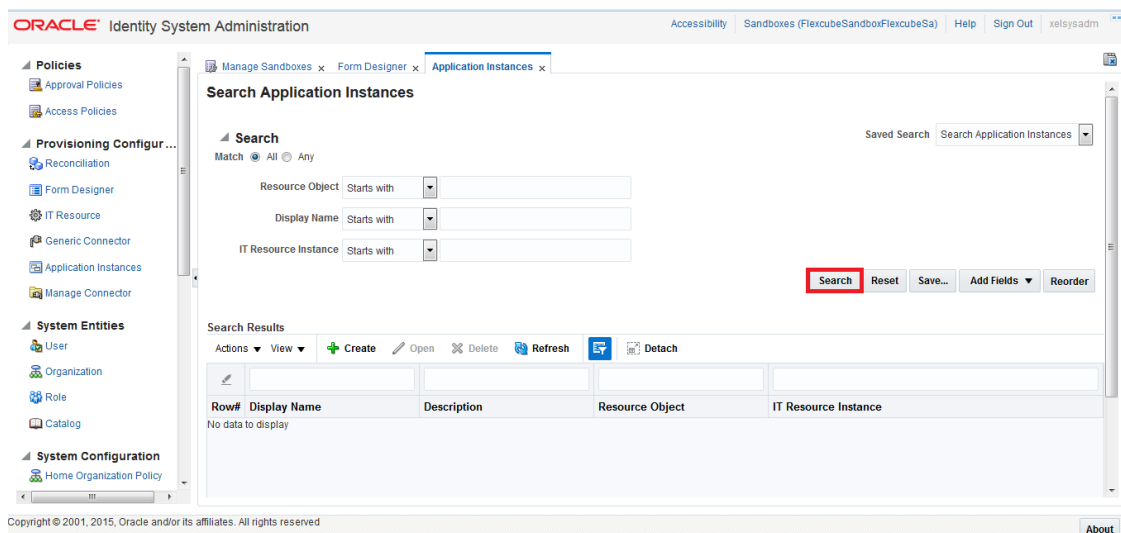 ORACLE® Identity System Administration
Accessibility Sandboxes (FlexcubeSandboxFlexcubeSa) Help Sign Out xelsysadm
Policies
Approval Policies
Access Policies
Provisioning Configur...
Reconciliation
Form Designer
IT Resource
Generic Connector
Application Instances
Manage Connector
System Entities
User
Organization
Role
Catalog
System Configuration
Home Organization Policy
Manage Sandboxes x Form Designer x Application Instances x
Search Application Instances
Search
Saved Search Search Application Instances
Match All Any
Resource Object Starts with
Display Name Starts with
IT Resource Instance Starts with
Search Reset Save... Add Fields Reorder
Search Results
Actions View Create Open Delete Refresh Detach
Row# Display Name Description Resource Object IT Resource Instance
No data to display
Copyright © 2001, 2015, Oracle and/or its affiliates. All rights reserved
About